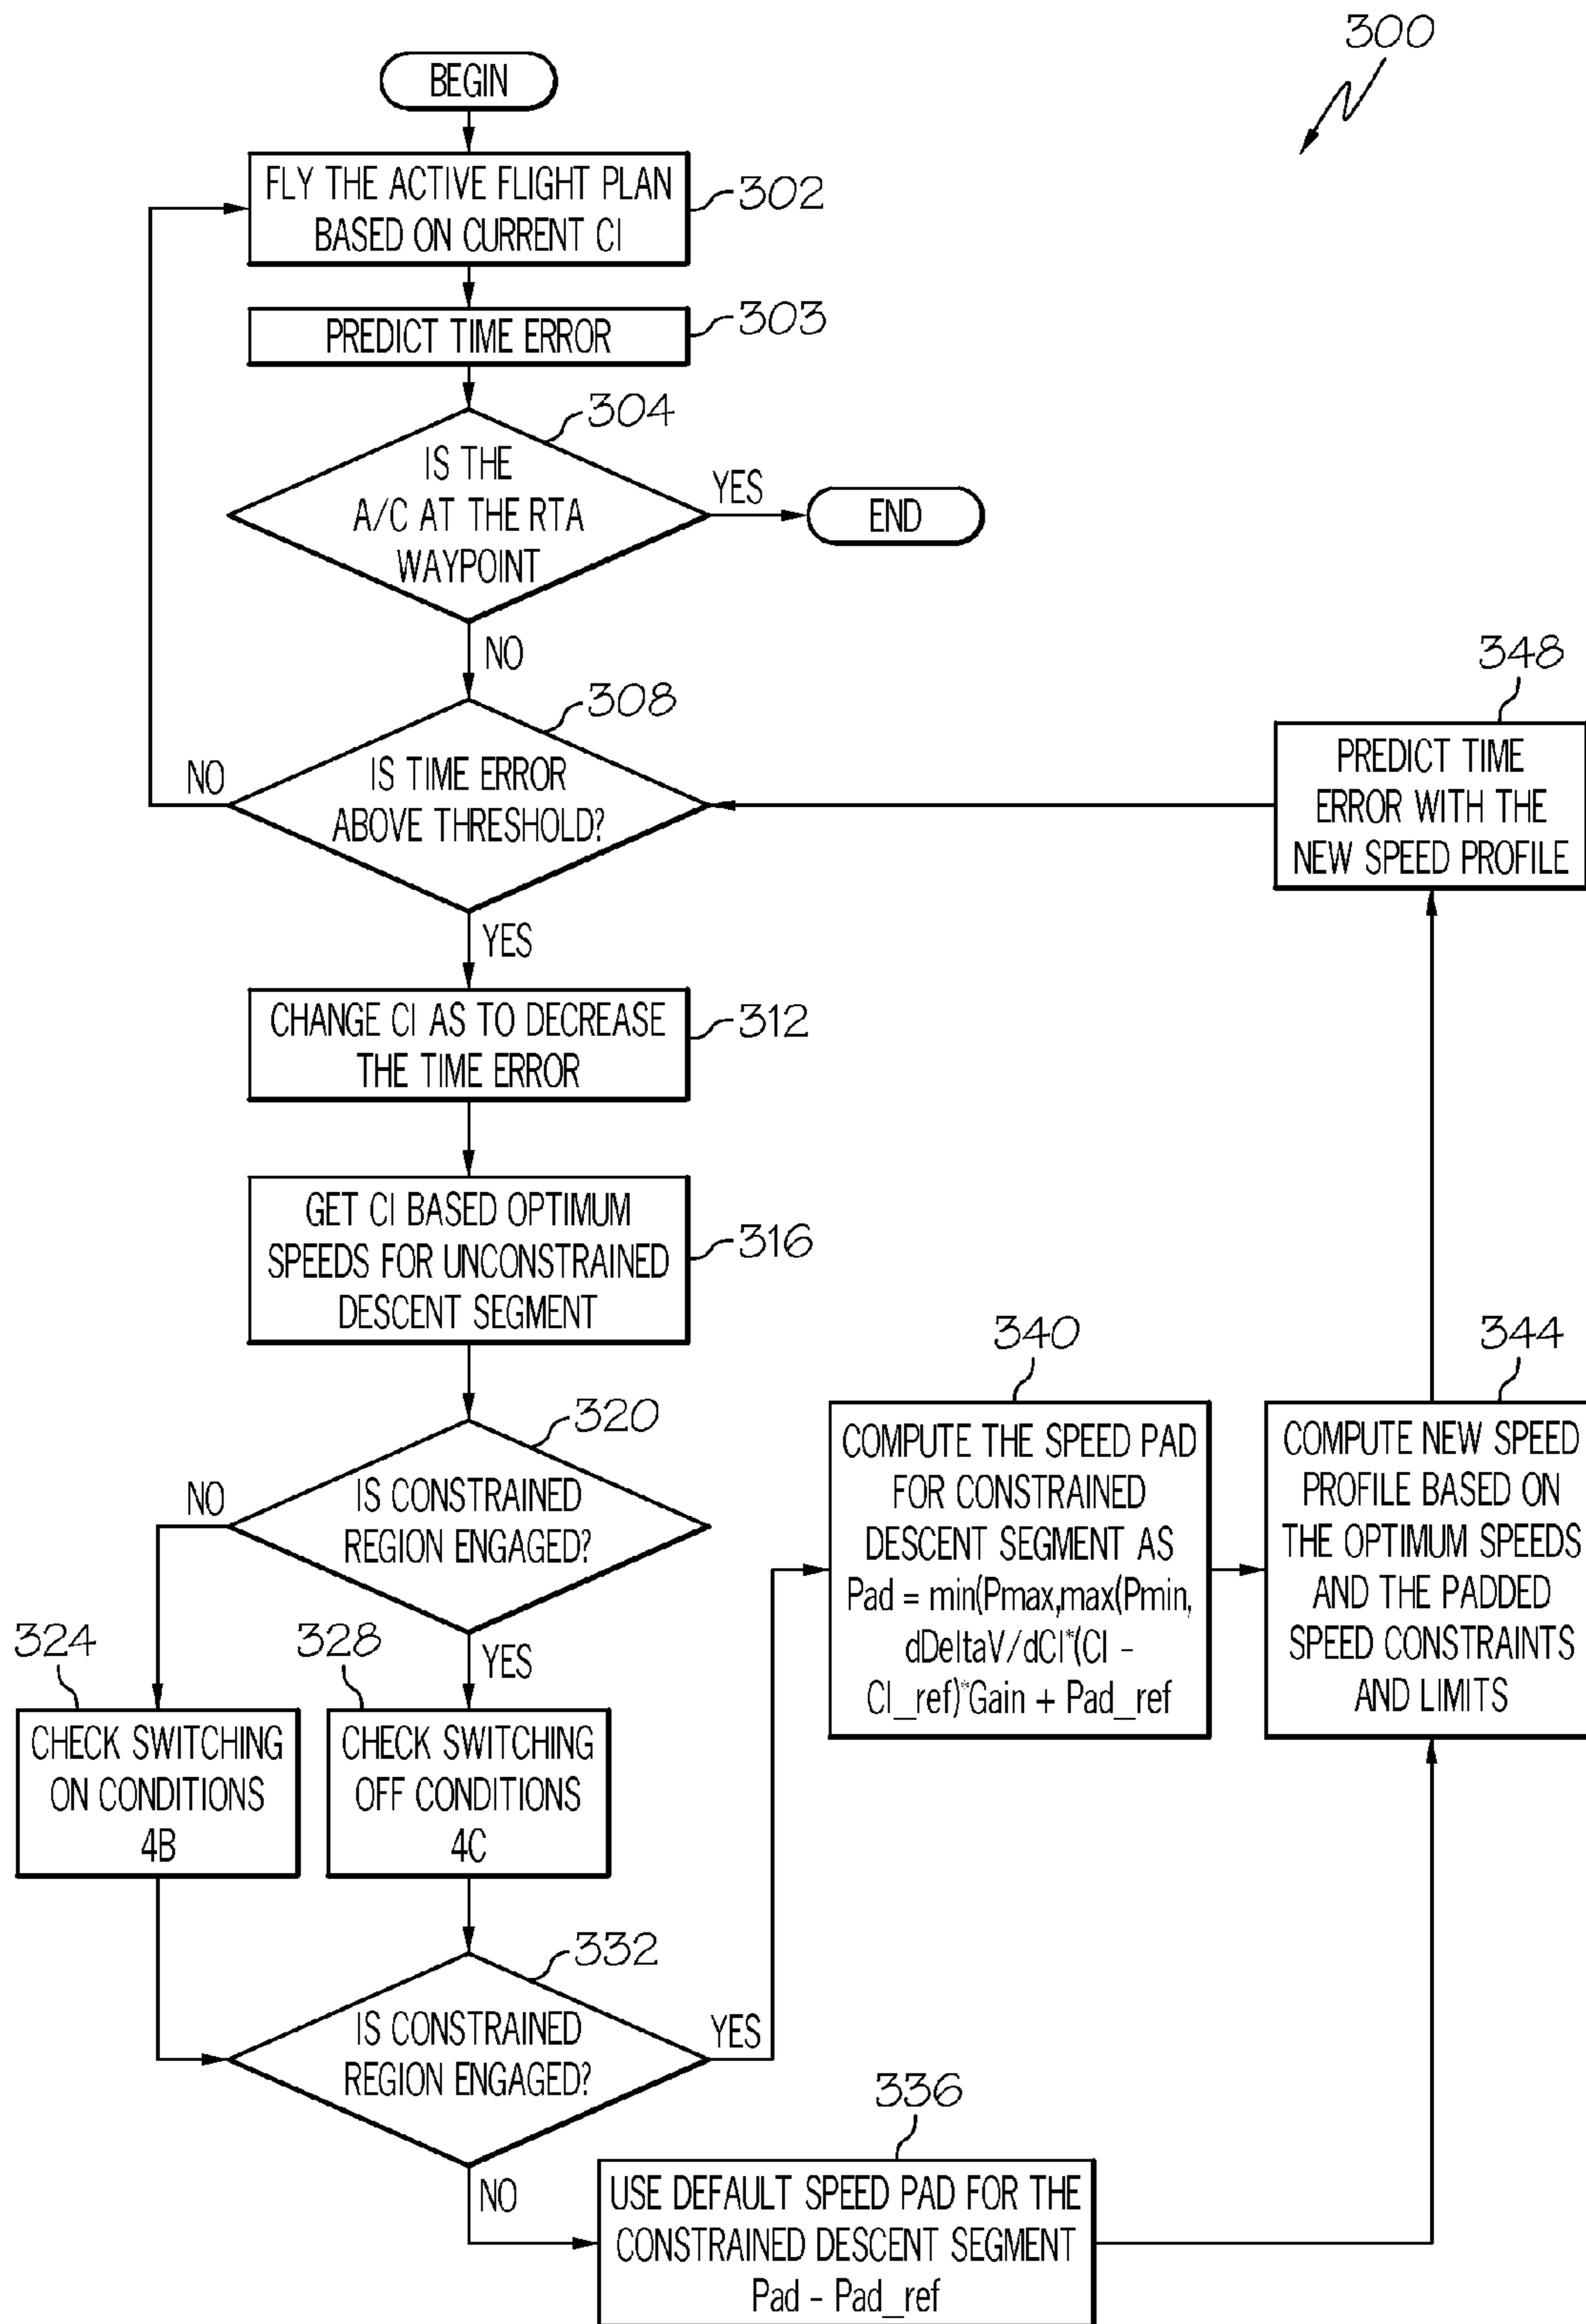 300
BEGIN
FLY THE ACTIVE FLIGHT PLAN
BASED ON CURRENT CI
302
PREDICT TIME ERROR
303
304
IS THE
A/C AT THE RTA
WAYPOINT
YES
END
NO
308
IS TIME ERROR
ABOVE THRESHOLD?
NO
YES
348
PREDICT TIME
ERROR WITH THE
NEW SPEED PROFILE
CHANGE CI AS TO DECREASE
THE TIME ERROR
312
GET CI BASED OPTIMUM
SPEEDS FOR UNCONSTRAINED
DESCENT SEGMENT
316
320
IS CONSTRAINED
REGION ENGAGED?
NO
YES
324
CHECK SWITCHING
ON CONDITIONS
4B
328
CHECK SWITCHING
OFF CONDITIONS
4C
332
IS CONSTRAINED
REGION ENGAGED?
YES
NO
336
USE DEFAULT SPEED PAD FOR THE
CONSTRAINED DESCENT SEGMENT
Pad - Pad_ref
340
COMPUTE THE SPEED PAD
FOR CONSTRAINED
DESCENT SEGMENT AS
Pad = min(Pmax,max(Pmin,
dDeltaV/dCI*(CI -
CI_ref)*Gain + Pad_ref
344
COMPUTE NEW SPEED
PROFILE BASED ON
THE OPTIMUM SPEEDS
AND THE PADDED
SPEED CONSTRAINTS
AND LIMITS